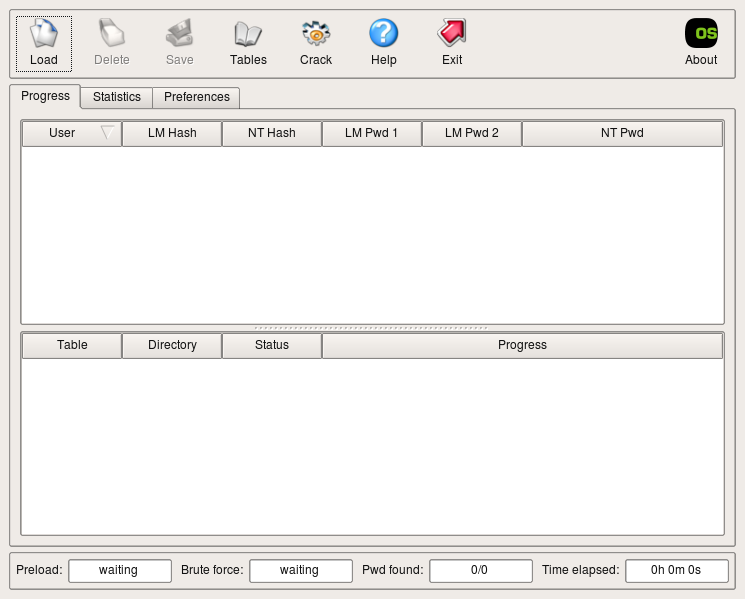 OS
Load Delete Save Tables Crack Help Exit About
Progress Statistics Preferences
User LM Hash NT Hash LM Pwd 1 LM Pwd 2 NT Pwd
Table Directory Status Progress
Preload: waiting Brute force: waiting Pwd found: 0/0 Time elapsed: 0h 0m 0s